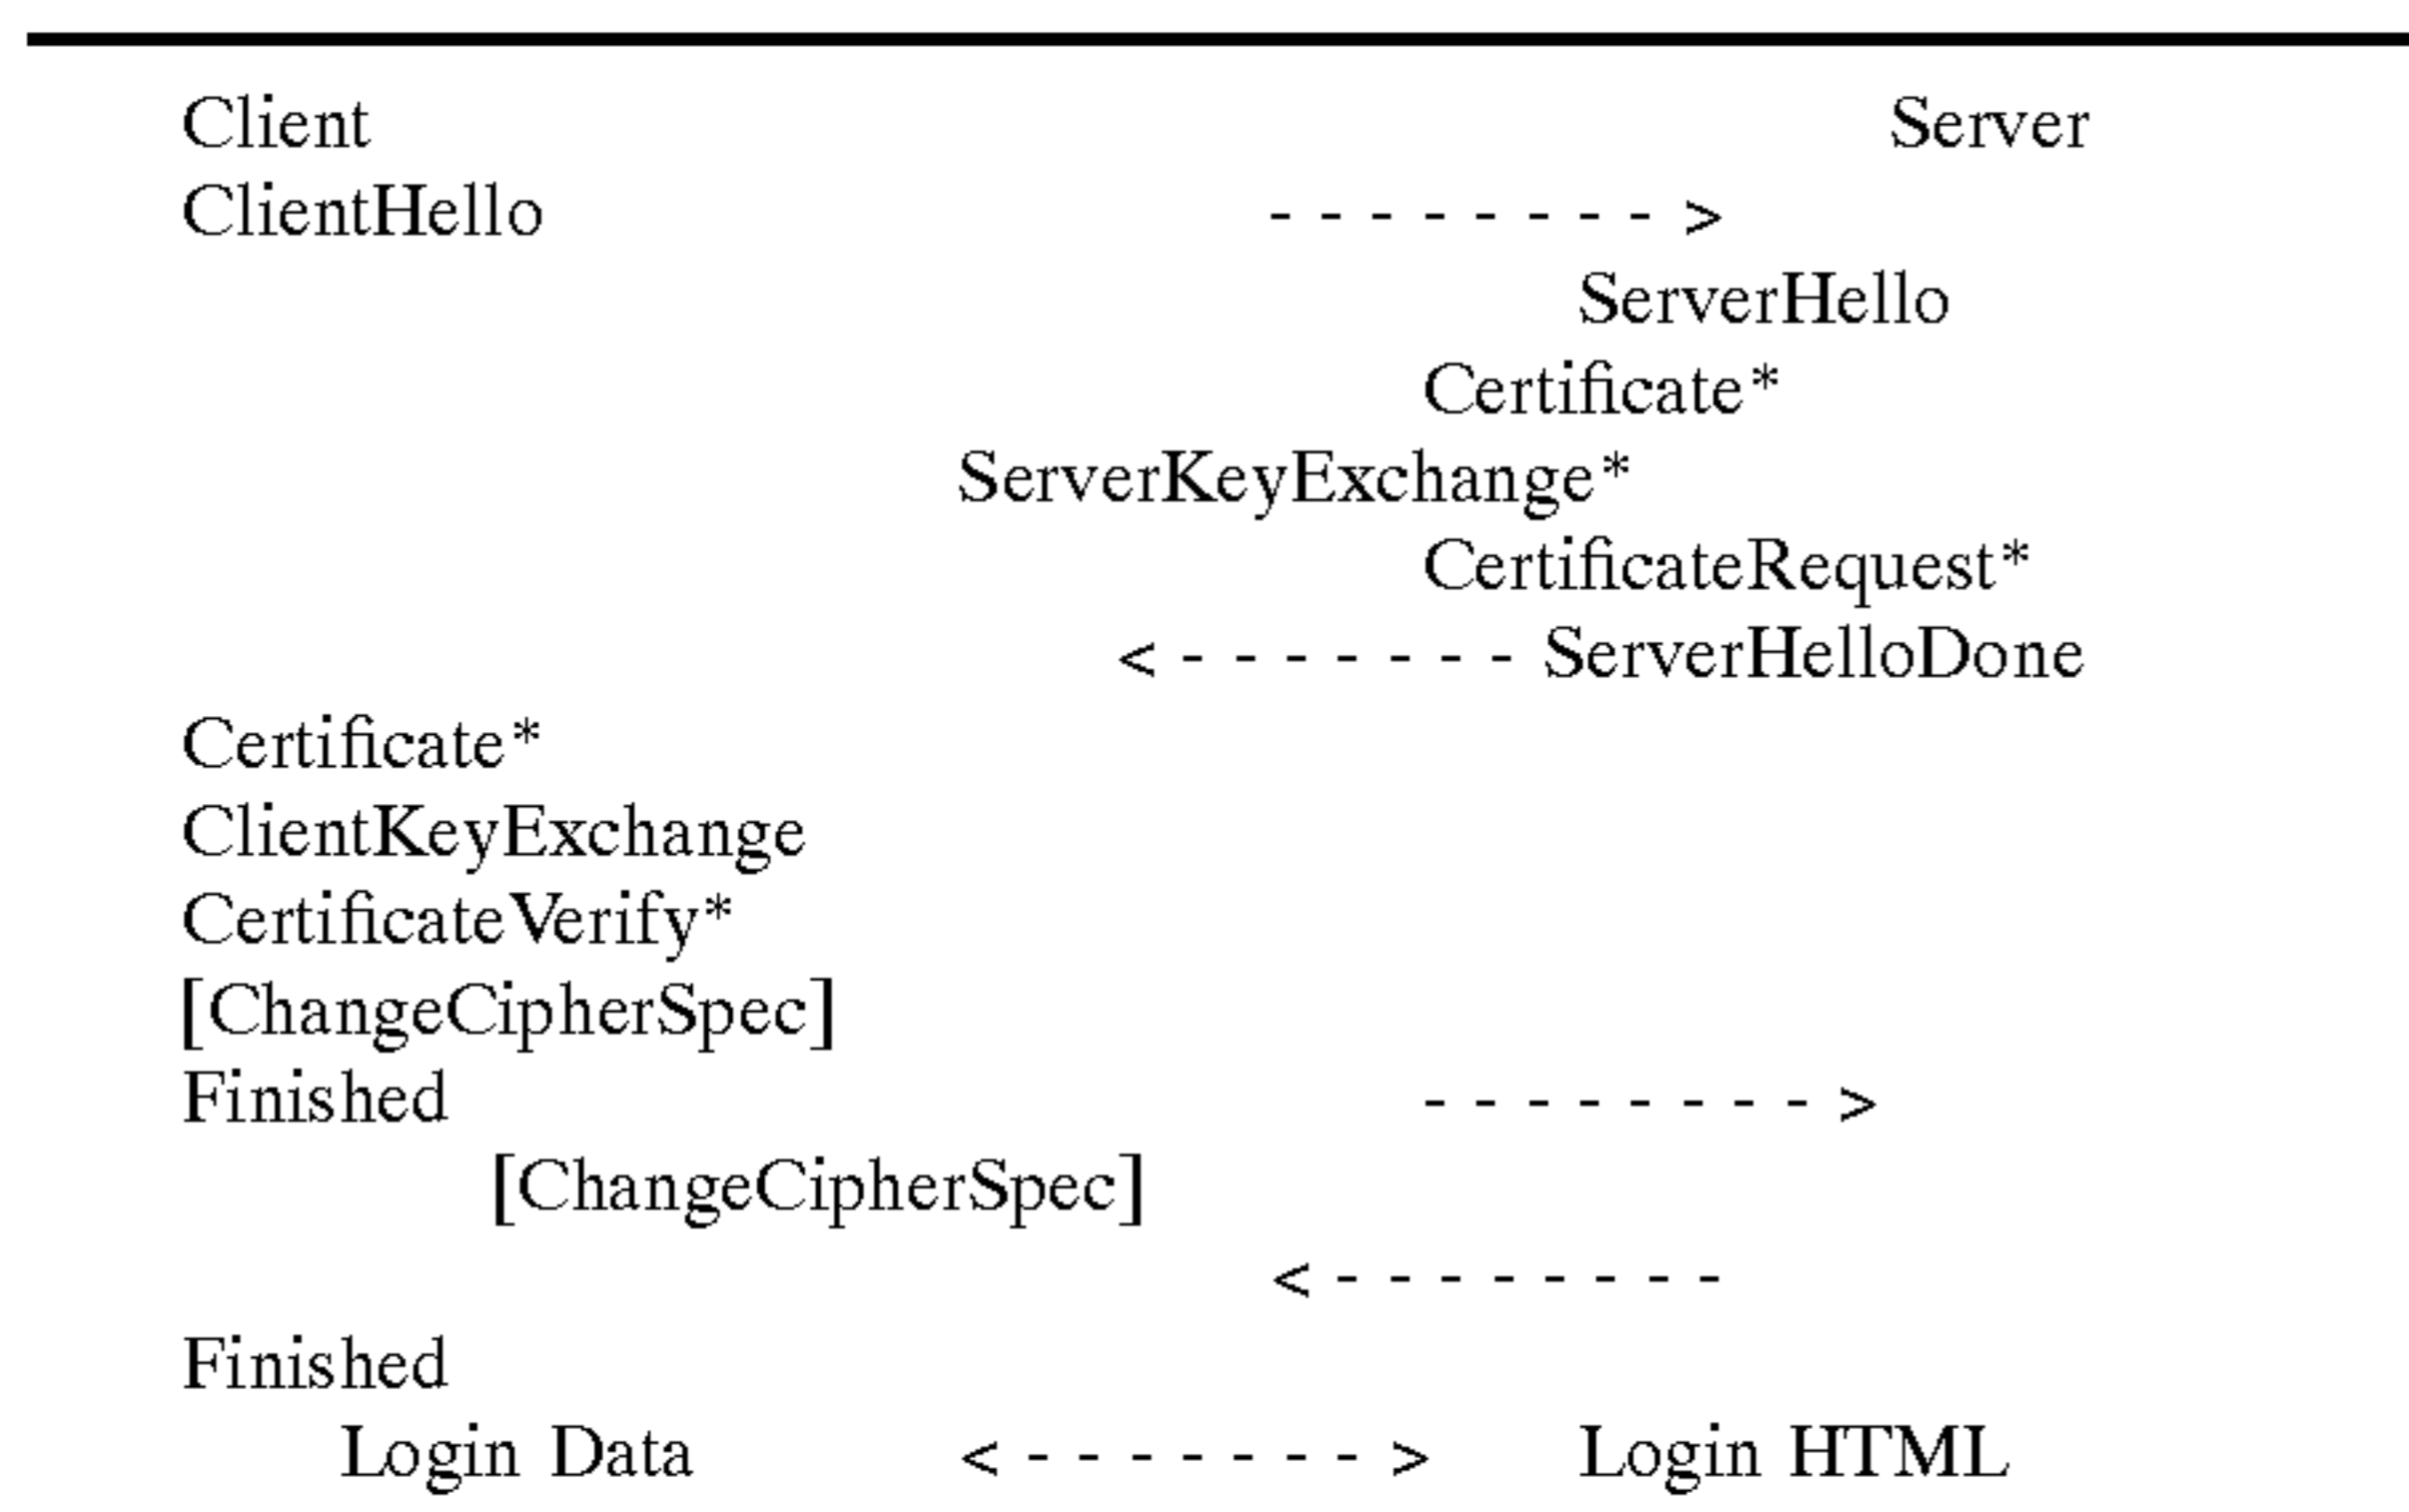 Client Server
ClientHello - - - - - - - - >
ServerHello
Certificate*
ServerKeyExchange*
CertificateRequest*
< - - - - - - - ServerHelloDone
Certificate*
ClientKeyExchange
CertificateVerify*
[ChangeCipherSpec]
Finished - - - - - - - - >
[ChangeCipherSpec]
< - - - - - - - -
Finished
Login Data < - - - - - - - > Login HTML